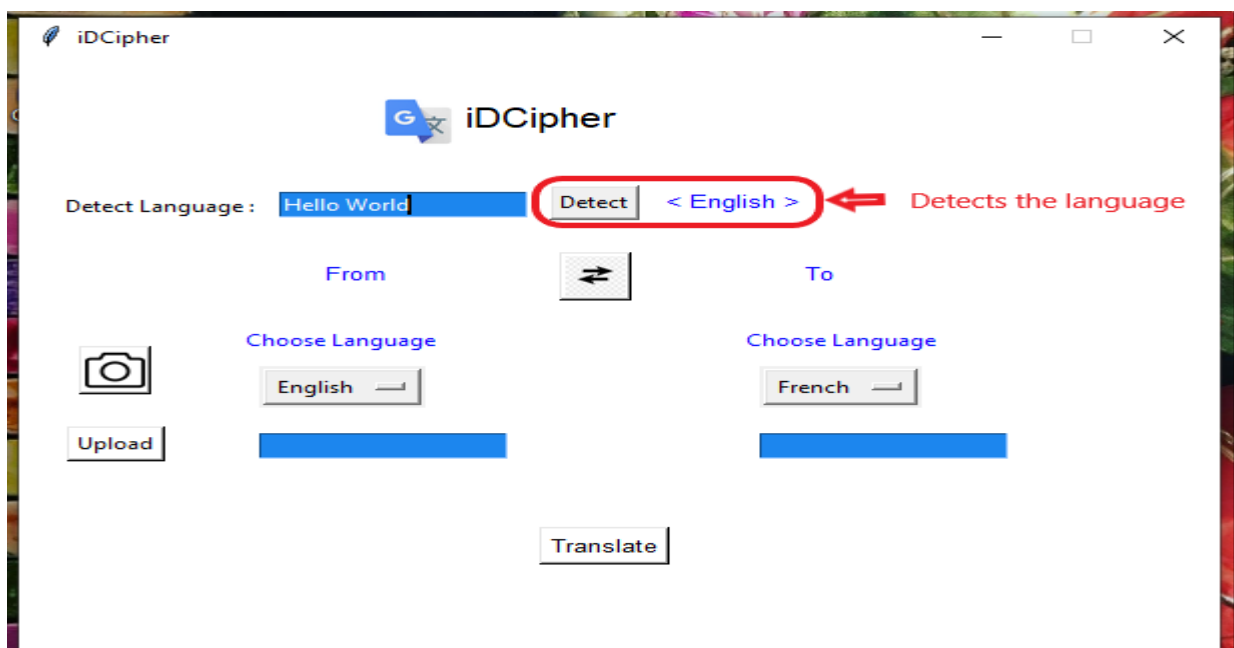 iDCipher
iDCipher
Detect Language : Hello World Detect < English > Detects the language
From To
Choose Language Choose Language
English French
Upload
Translate